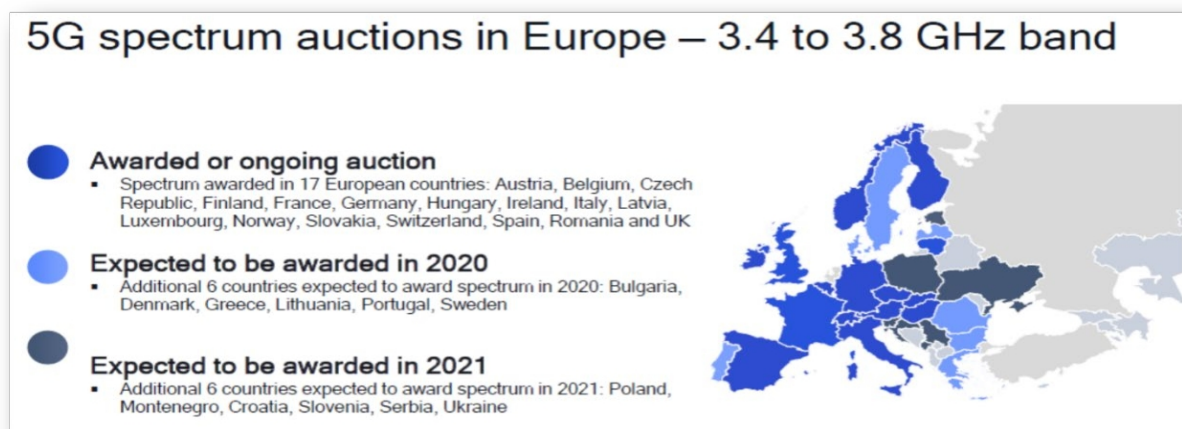 5G spectrum auctions in Europe – 3.4 to 3.8 GHz band
Awarded or ongoing auction
▪ Spectrum awarded in 17 European countries: Austria, Belgium, Czech
Republic, Finland, France, Germany, Hungary, Ireland, Italy, Latvia,
Luxembourg, Norway, Slovakia, Switzerland, Spain, Romania and UK
Expected to be awarded in 2020
▪ Additional 6 countries expected to award spectrum in 2020: Bulgaria,
Denmark, Greece, Lithuania, Portugal, Sweden
Expected to be awarded in 2021
▪ Additional 6 countries expected to award spectrum in 2021: Poland,
Montenegro, Croatia, Slovenia, Serbia, Ukraine